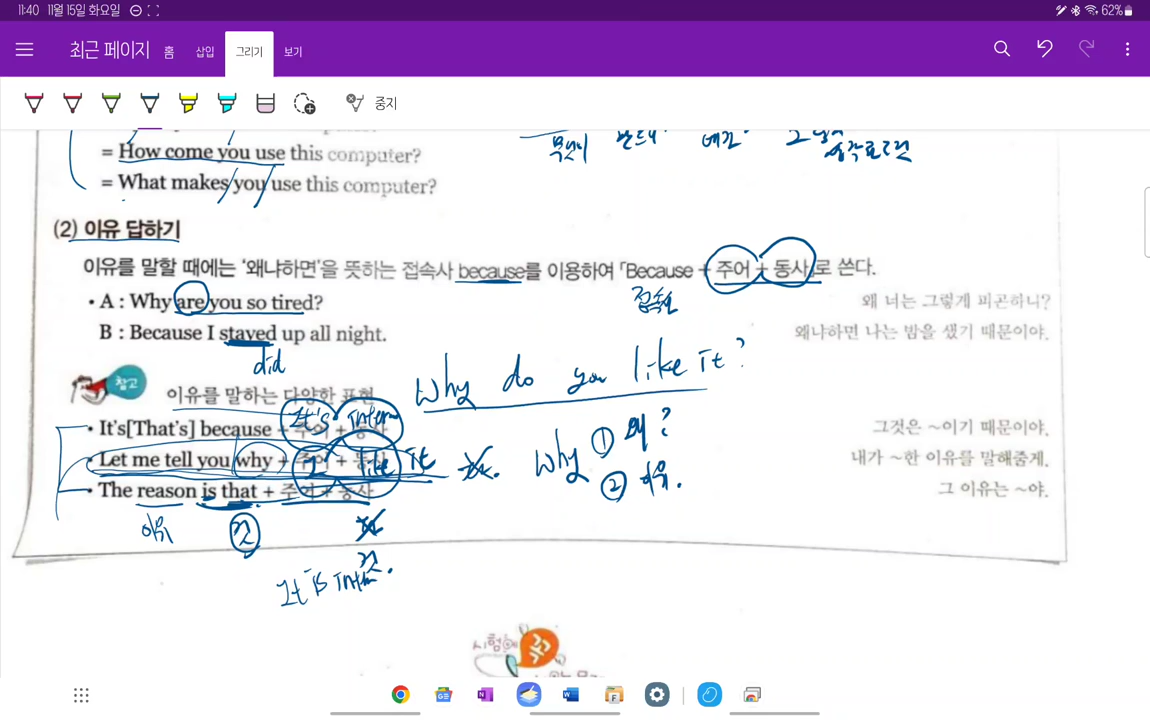 11:40 11월 15일 화요일
62%
최근 페이지 홈 삽입 그리기 보기
중지
= How come you use this computer?
= What makes you use this computer?
(2) 이유 답하기
이유를 말할 때에는 '왜냐하면'을 뜻하는 접속사 because를 이용하여 「Because + 주어 + 동사」로 쓴다.
접속사
• A : Why are you so tired? 왜 너는 그렇게 피곤하니?
B : Because I stayed up all night. 왜냐하면 나는 밤을 샜기 때문이야.
did
Why do you like it?
참고 이유를 말하는 다양한 표현
It's
• It's[That's] because + 주어 + 동사 그것은 ~이기 때문이야.
• Let me tell you why + 주어 + 동사 내가 ~한 이유를 말해줄게.
I like it
Why ① 왜?
② 이유.
• The reason is that + 주어 + 동사 그 이유는 ~야.
이유 것
것
It is
시험에 꼭